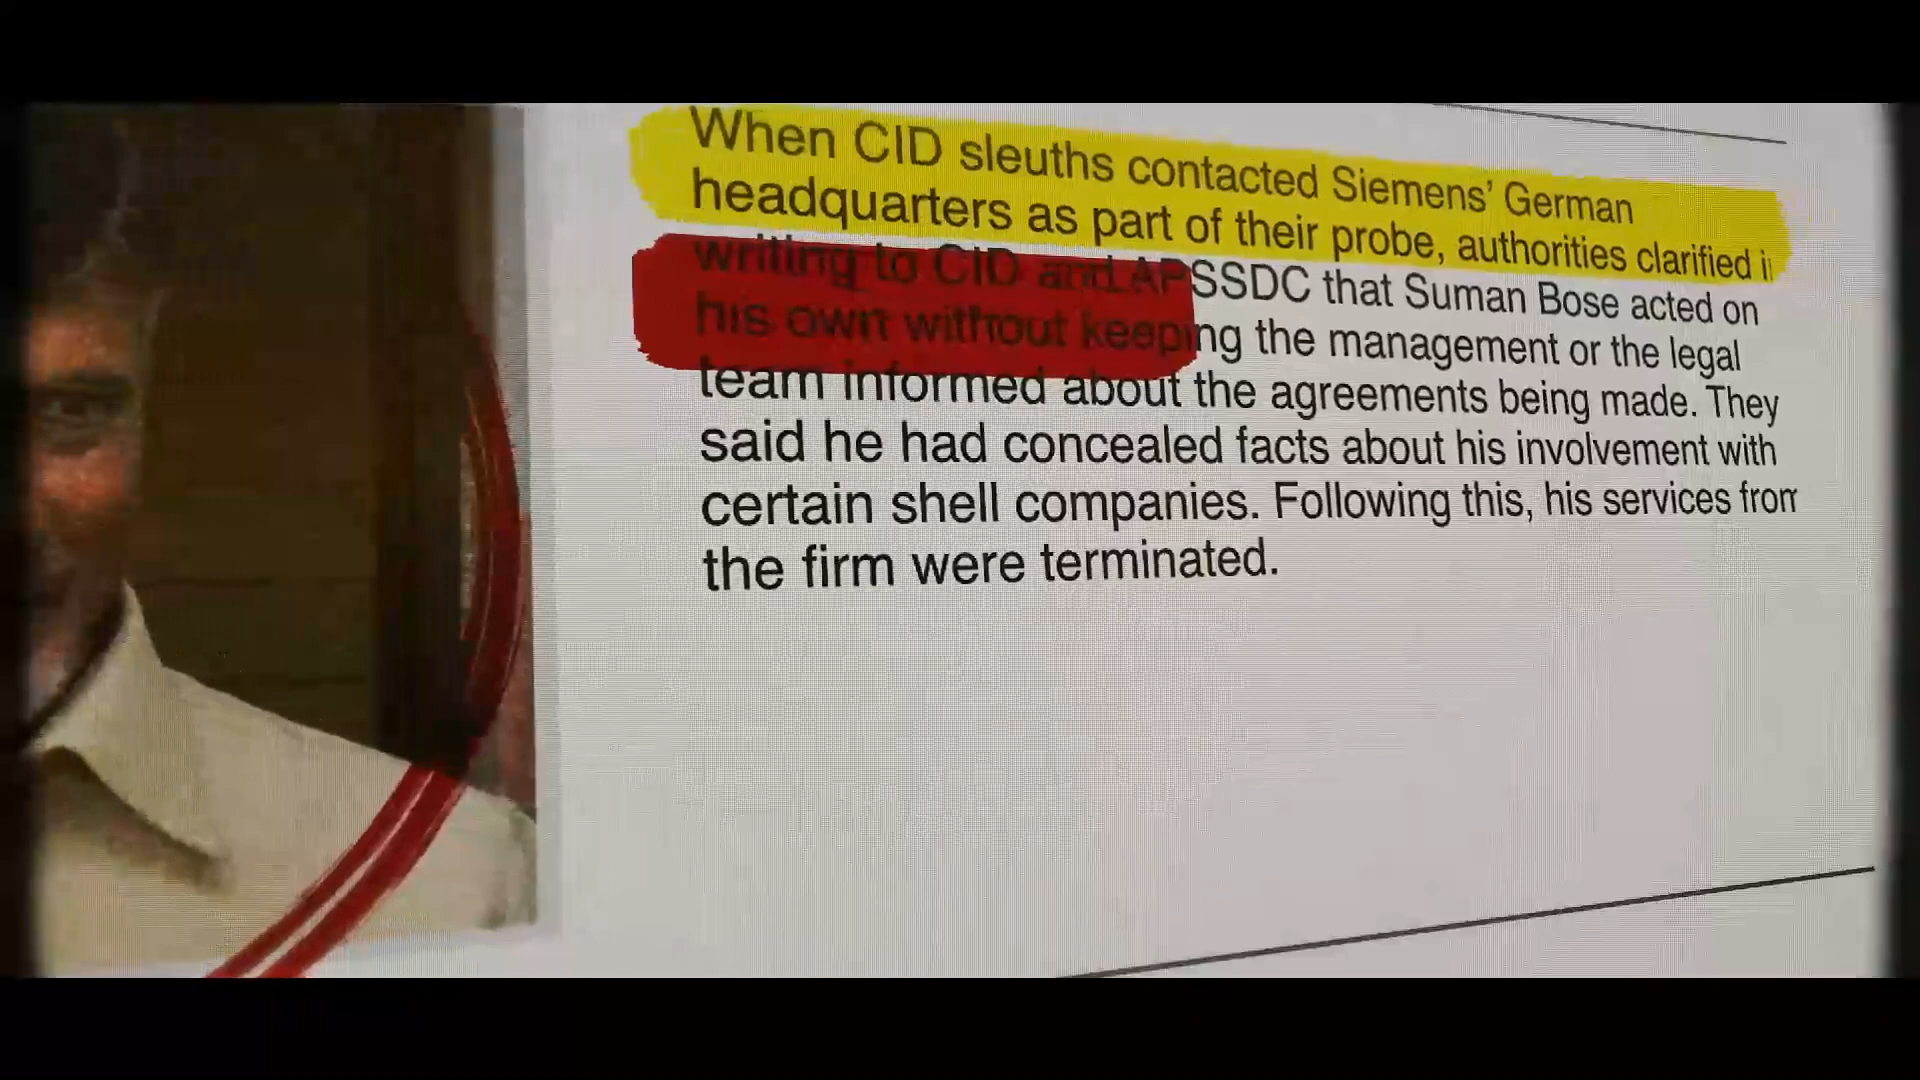 When CID sleuths contacted Siemens' German
headquarters as part of their probe, authorities clarified i
writing to CID and APSSDC that Suman Bose acted on
his own without keeping the management or the legal
team informed about the agreements being made. They
said he had concealed facts about his involvement with
certain shell companies. Following this, his services from
the firm were terminated.